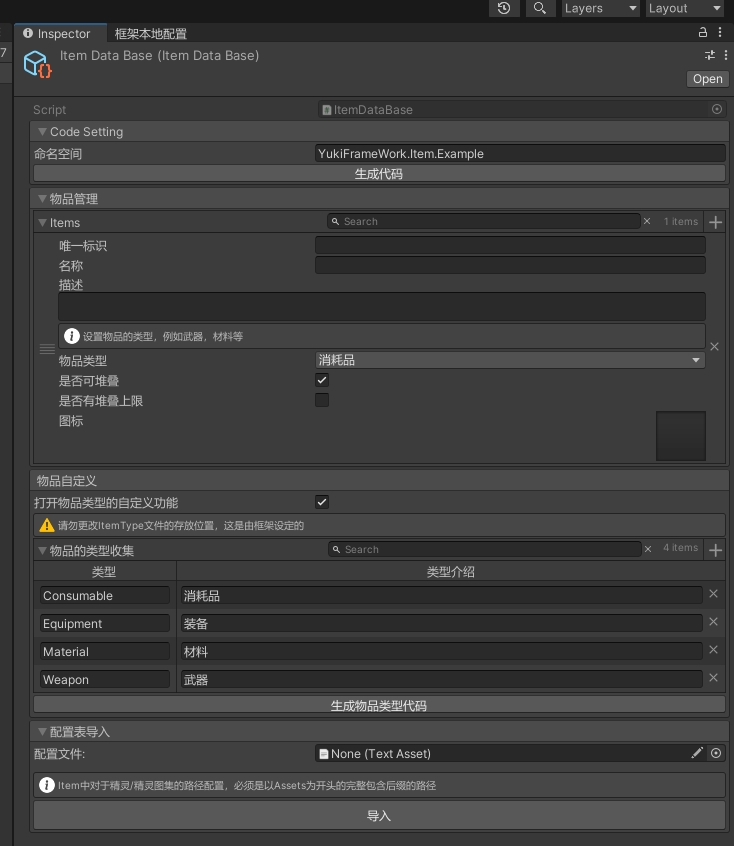 Layers Layout
7
Inspector 框架本地配置
Item Data Base (Item Data Base)
Open
Script ItemDataBase
Code Setting
命名空间 YukiFrameWork.Item.Example
生成代码
物品管理
Items Search 1 items
唯一标识
名称
描述
设置物品的类型，例如武器，材料等
物品类型 消耗品
是否可堆叠
是否有堆叠上限
图标
物品自定义
打开物品类型的自定义功能
请勿更改ItemType文件的存放位置，这是由框架设定的
物品的类型收集 Search 4 items
类型 类型介绍
Consumable 消耗品
Equipment 装备
Material 材料
Weapon 武器
生成物品类型代码
配置表导入
配置文件: None (Text Asset)
Item中对于精灵/精灵图集的路径配置，必须是以Assets为开头的完整包含后缀的路径
导入